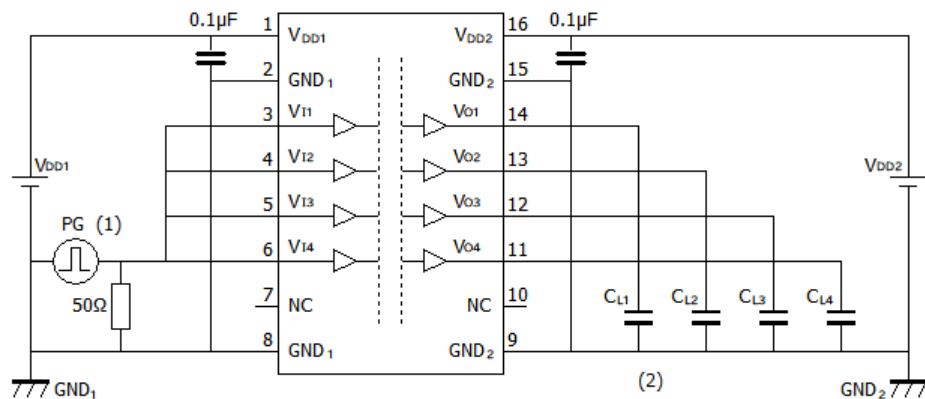 0.1µF 1 16 0.1µF
VDD1 VDD2
2 15
GND1 GND2
3 VI1 VO1 14
4 VI2 VO2 13
VDD1 VDD2
5 VI3 VO3 12
PG (1)
6 VI4 VO4 11
7 10
50Ω NC NC CL1 CL2 CL3 CL4
8 9
GND1 GND2
GND1 (2) GND2